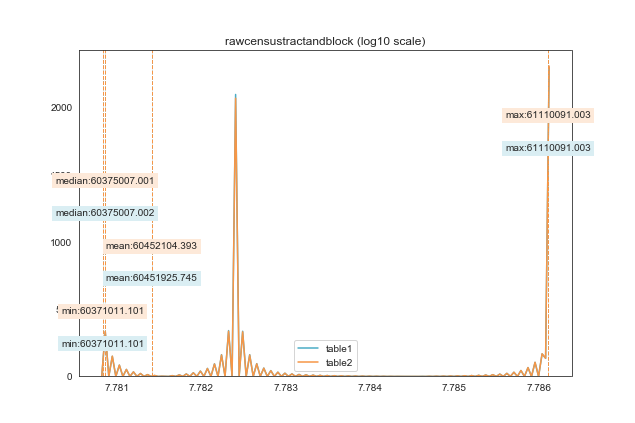 rawcensustractandblock (log10 scale)
2000
max:61110091.003
max:61110091.003
median:60375007.001
median:60375007.002
1000
mean:60452104.393
mean:60451925.745
min:60371011.101
min:60371011.101
table1
table2
0
7.781
7.782
7.783
7.784
7.785
7.786